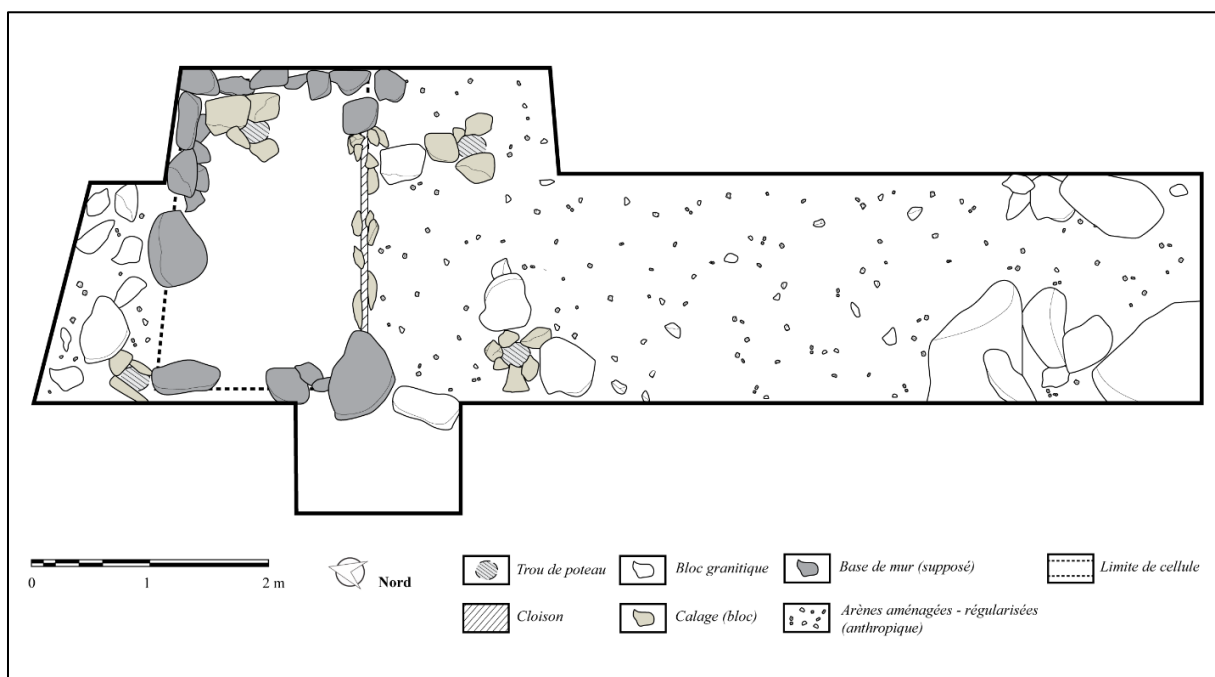 0
1
2 m
Nord
Trou de poteau
Bloc granitique
Base de mur (supposé)
Limite de cellule
Cloison
Calage (bloc)
Arènes aménagées - régularisées
(anthropique)